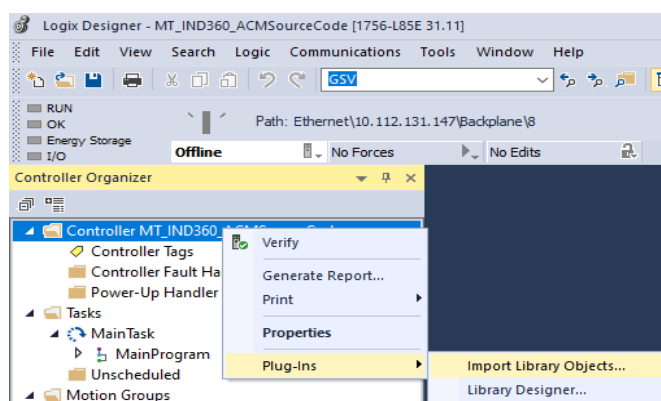 Logix Designer - MT_IND360_ACMSourceCode [1756-L85E 31.11]
File Edit View Search Logic Communications Tools Window Help
GSV
RUN
OK
Energy Storage
I/O
Path: Ethernet\10.112.131.147\Backplane\8
Offline No Forces No Edits
Controller Organizer
Controller MT_IND360_ACMSourceCode
Controller Tags
Controller Fault Ha
Power-Up Handler
Tasks
MainTask
MainProgram
Unscheduled
Motion Groups
Verify
Generate Report...
Print
Properties
Plug-Ins
Import Library Objects...
Library Designer...